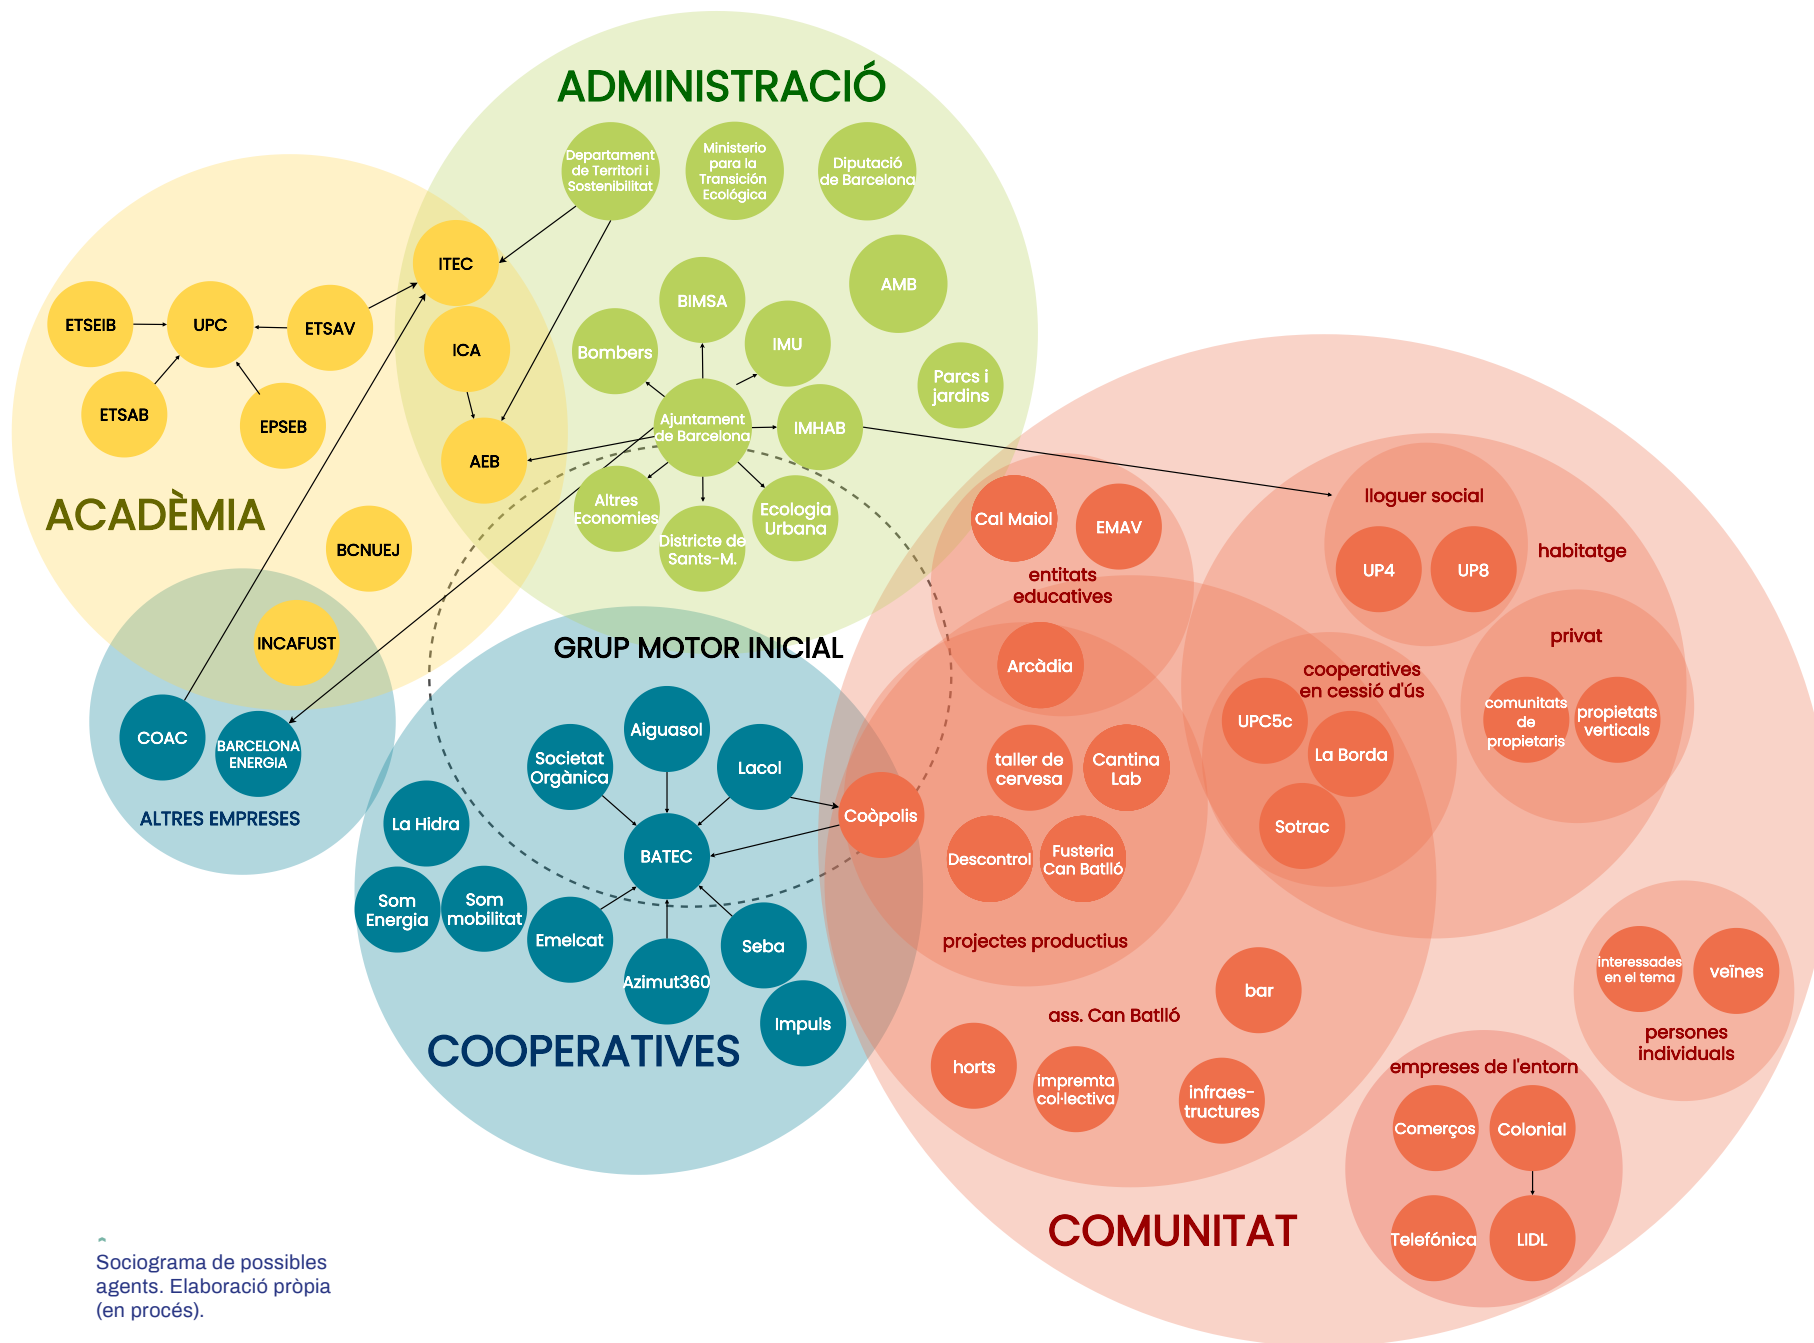 ADMINISTRACIÓ
Departament
de Territori i
Sostenibilitat
Ministerio
para la
Transición
Ecológica
Diputació
de Barcelona
ITEC
AMB
BIMSA
ETSEIB
UPC
ETSAV
ICA
Bombers
IMU
Parcs i
jardins
ETSAB
EPSEB
Ajuntament
de Barcelona
IMHAB
AEB
ACADÈMIA
Altres
Economies
Ecologia
Urbana
Districte de
Sants-M.
BCNUEJ
INCAFUST
COAC
BARCELONA
ENERGIA
ALTRES EMPRESES
GRUP MOTOR INICIAL
Aiguasol
Societat
Orgànica
Lacol
La Hidra
BATEC
Coòpolis
Som
Energia
Som
mobilitat
Emelcat
Seba
Azimut360
Impuls
COOPERATIVES
Cal Maiol
EMAV
entitats
educatives
Arcàdia
taller de
cervesa
Cantina
Lab
Descontrol
Fusteria
Can Batlló
projectes productius
lloguer social
UP4
UP8
habitatge
privat
comunitats
de
propietaris
propietats
verticals
cooperatives
en cessió d'ús
UPC5c
La Borda
Sotrac
bar
ass. Can Batlló
horts
impremta
col·lectiva
infraes-
tructures
interessades
en el tema
veïnes
persones
individuals
empreses de l'entorn
Comerços
Colonial
Telefónica
LIDL
COMUNITAT
Sociograma de possibles
agents. Elaboració pròpia
(en procés).